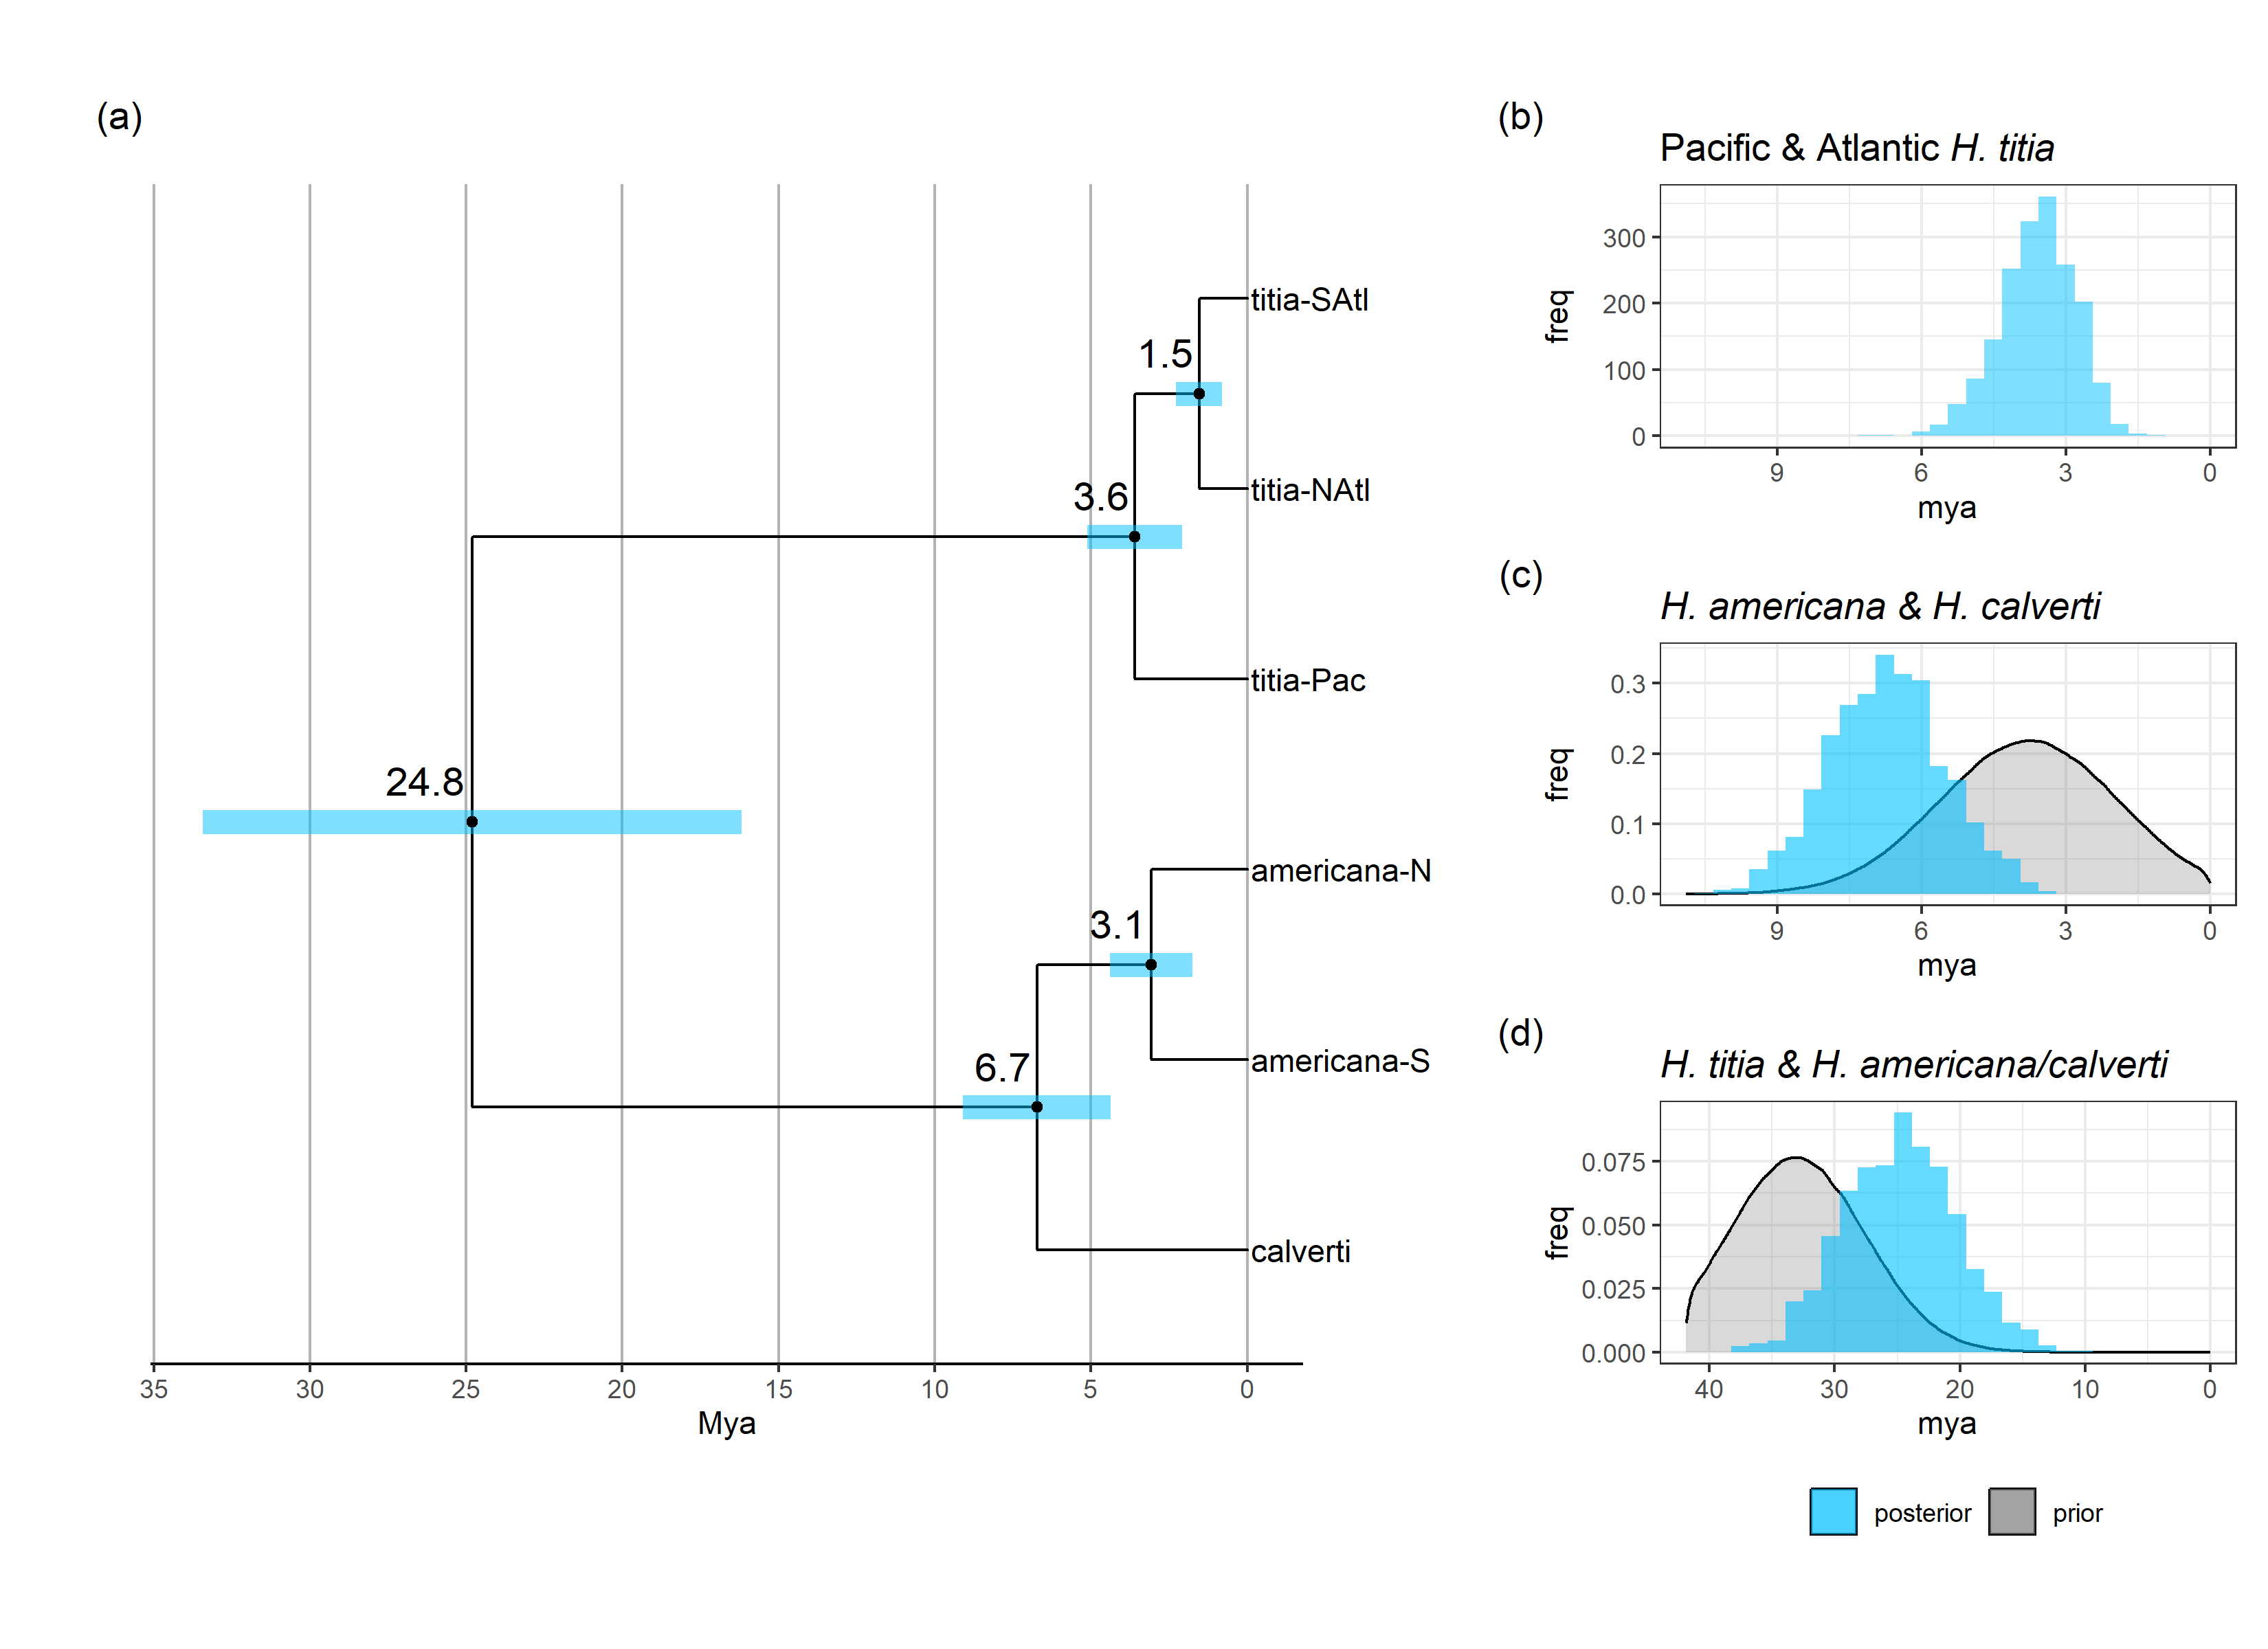 (a)
titia-SAtl
1.5
titia-NAtl
3.6
titia-Pac
24.8
americana-N
3.1
americana-S
6.7
calverti
35 30 25 20 15 10 5 0
Mya
(b)
Pacific & Atlantic H. titia
freq
300
200
100
0
9 6 3 0
mya
(c)
H. americana & H. calverti
freq
0.3
0.2
0.1
0.0
9 6 3 0
mya
(d)
H. titia & H. americana/calverti
freq
0.075
0.050
0.025
0.000
40 30 20 10 0
mya
posterior prior